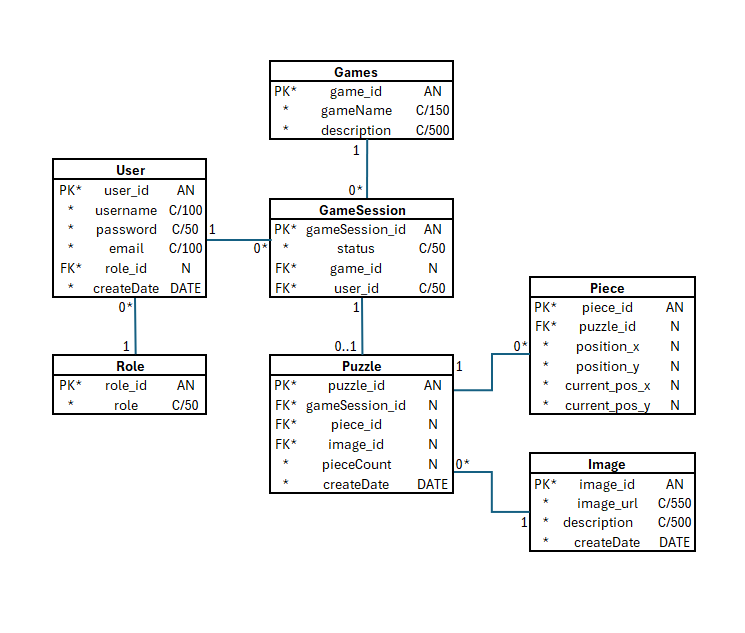 Games
PK* game_id AN
* gameName C/150
* description C/500
1
0*
User
PK* user_id AN
* username C/100
* password C/50
* email C/100
FK* role_id N
* createDate DATE
1
0*
GameSession
PK* gameSession_id AN
* status C/50
FK* game_id N
FK* user_id C/50
0*
1
Role
PK* role_id AN
* role C/50
1
0..1
Puzzle
PK* puzzle_id AN
FK* gameSession_id N
FK* piece_id N
FK* image_id N
* pieceCount N
* createDate DATE
1
0*
Piece
PK* piece_id AN
FK* puzzle_id N
* position_x N
* position_y N
* current_pos_x N
* current_pos_y N
0*
1
Image
PK* image_id AN
* image_url C/550
* description C/500
* createDate DATE